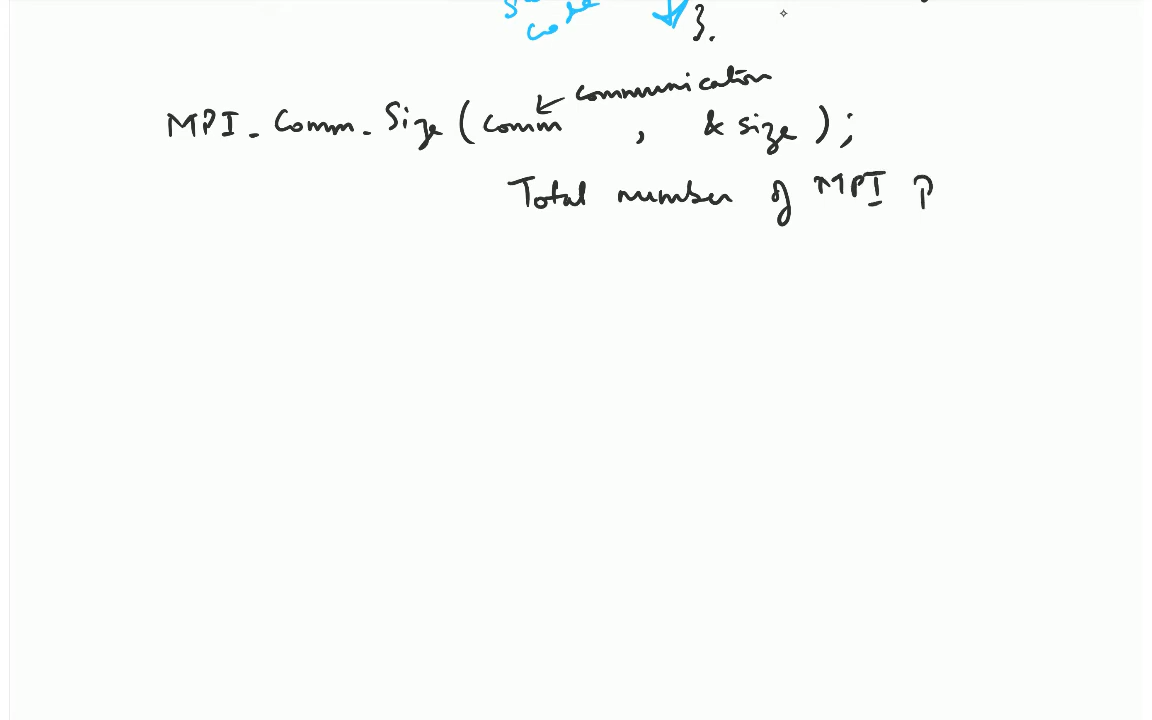 }.
communication
MPI_Comm_Size (Comm , & size );
Total number of MPI P